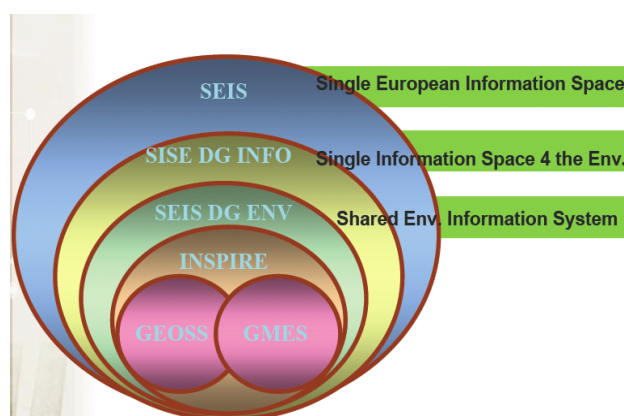 SEIS
Single European Information Space
SISE DG INFO
Single Information Space 4 the Env.
SEIS DG ENV
Shared Env. Information System
INSPIRE
GEOSS
GMES